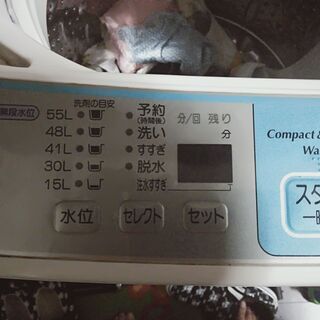 無段水位
洗剤の目安
55L
48L
41L
30L
15L
予約
(時間後)
洗い
すすぎ
脱水
注水すすぎ
分/回 残り
分
水位
セレクト
セット
Compact &
Wa
スタ
一時